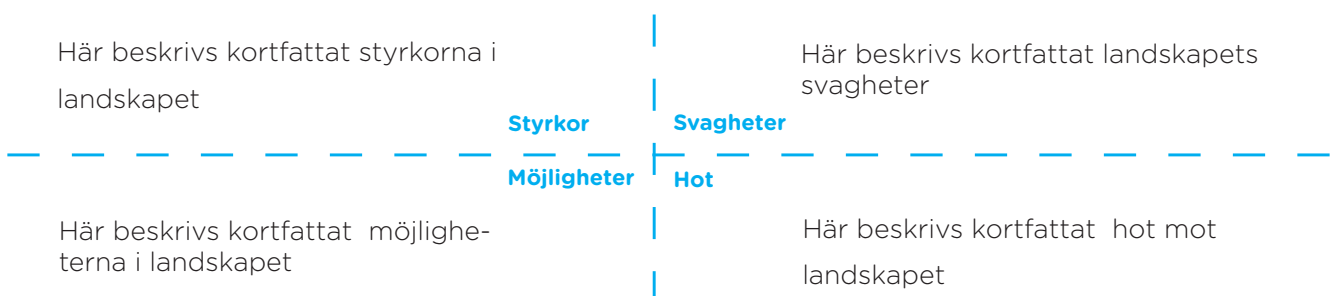 Här beskrivs kortfattat styrkorna i
landskapet
Styrkor
Här beskrivs kortfattat landskapets
svagheter
Svagheter
Möjligheter
Här beskrivs kortfattat  möjlighe-
terna i landskapet
Hot
Här beskrivs kortfattat  hot mot
landskapet